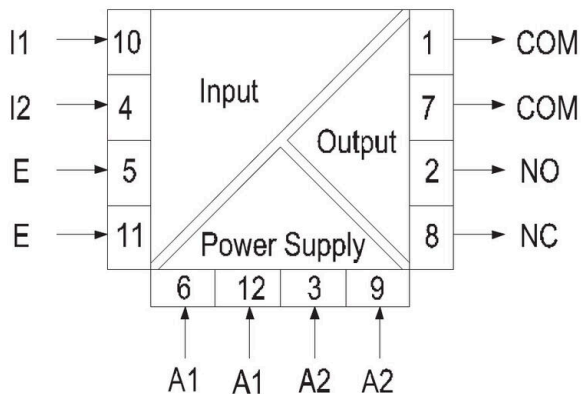 I1 10 1 COM
Input
I2 4 7 COM
Output
E 5 2 NO
E 11 8 NC
Power Supply
6 12 3 9
A1 A1 A2 A2